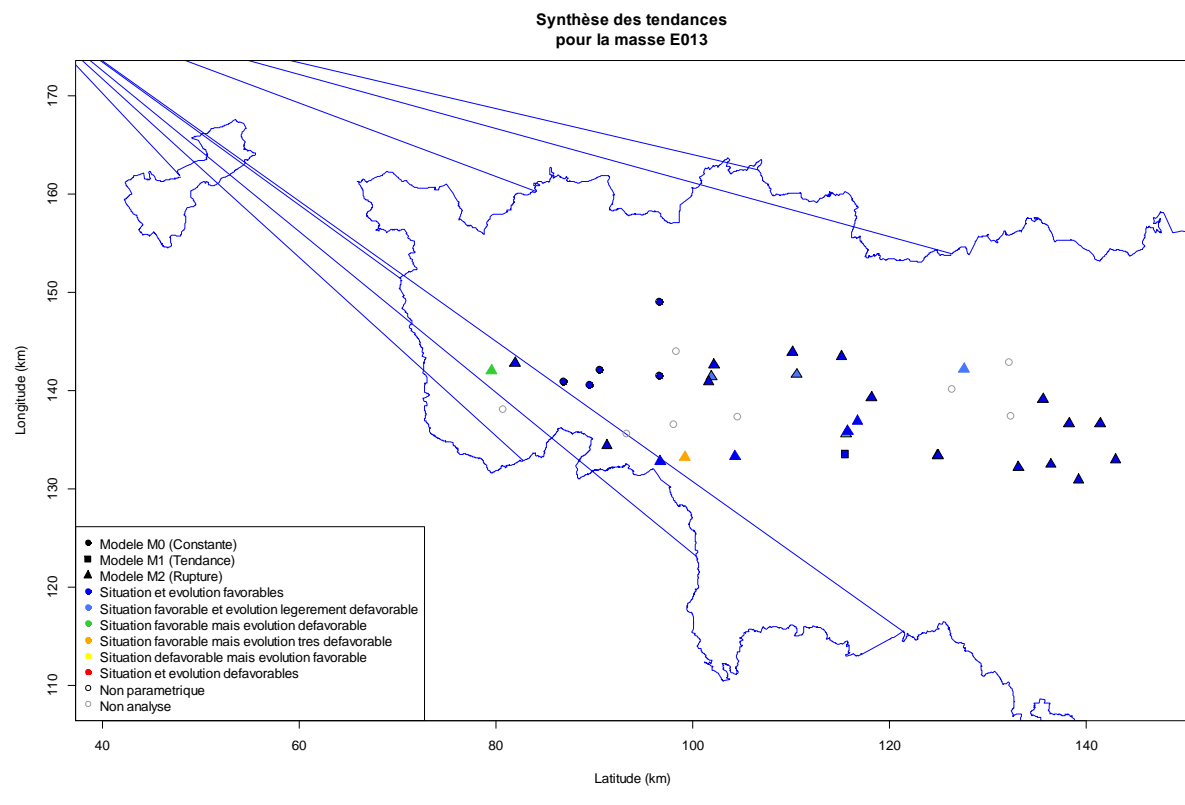 Synthèse des tendances
pour la masse E013
Longitude (km)
170
160
150
140
130
120
110
Modele M0 (Constante)
Modele M1 (Tendance)
Modele M2 (Rupture)
Situation et evolution favorables
Situation favorable et evolution legerement defavorable
Situation favorable mais evolution defavorable
Situation favorable mais evolution tres defavorable
Situation defavorable mais evolution favorable
Situation et evolution defavorables
Non parametrique
Non analyse
40 60 80 100 120 140
Latitude (km)